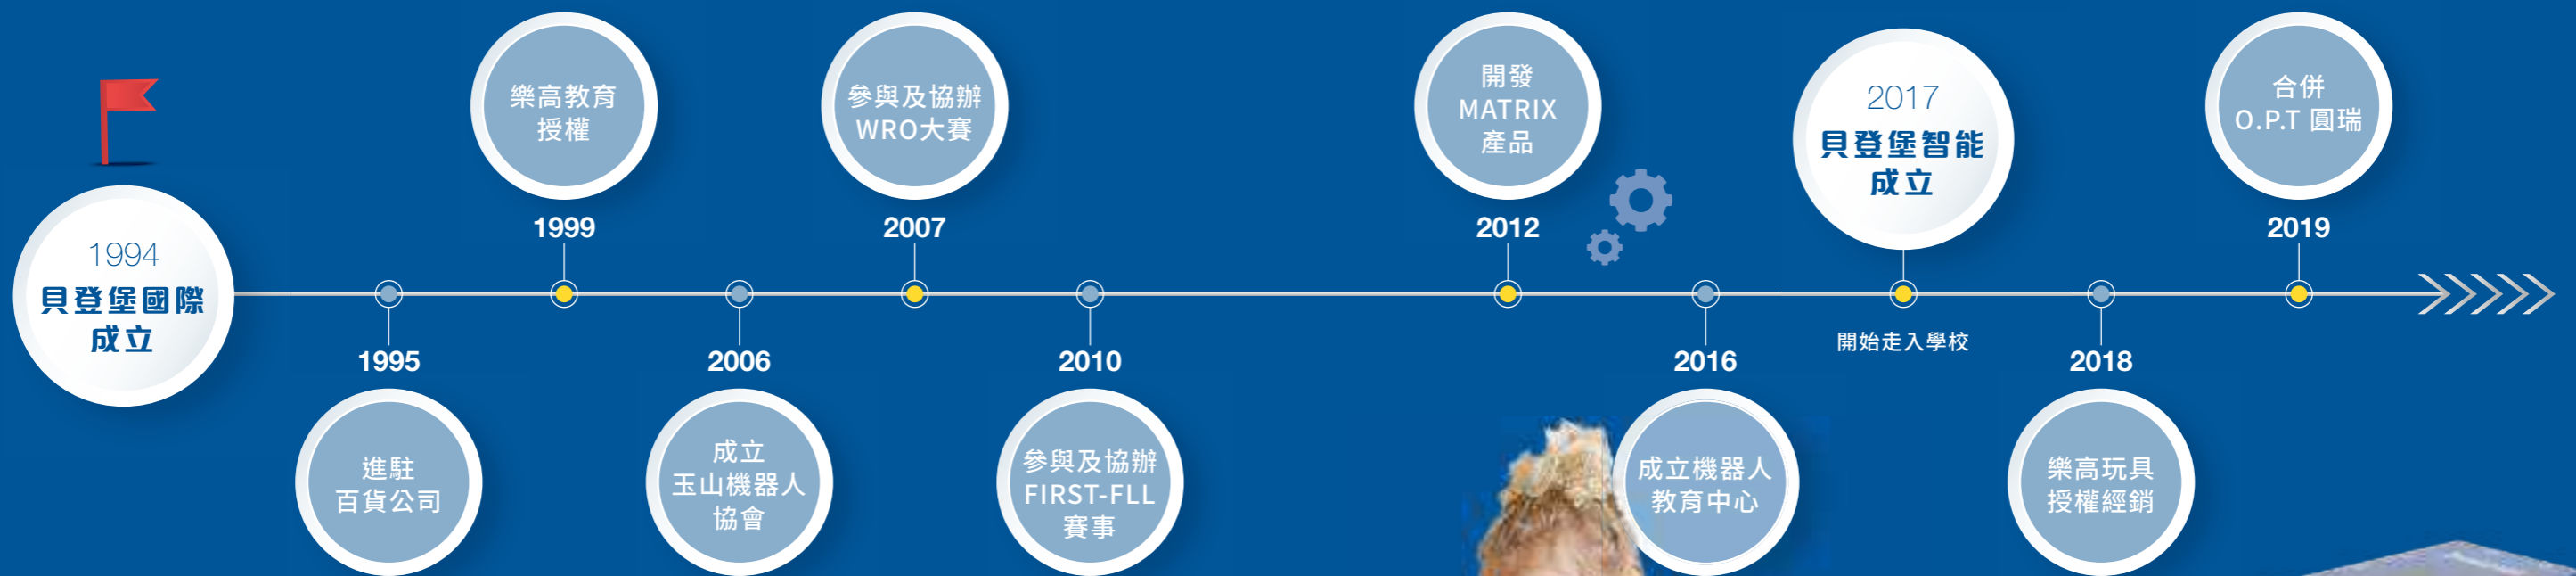 1994
貝登堡國際
成立
1995
進駐
百貨公司
樂高教育
授權
1999
2006
成立
玉山機器人
協會
參與及協辦
WRO大賽
2007
2010
參與及協辦
FIRST-FLL
賽事
開發
MATRIX
產品
2012
2016
成立機器人
教育中心
2017
貝登堡智能
成立
開始走入學校
2018
樂高玩具
授權經銷
合併
O.P.T 圓瑞
2019